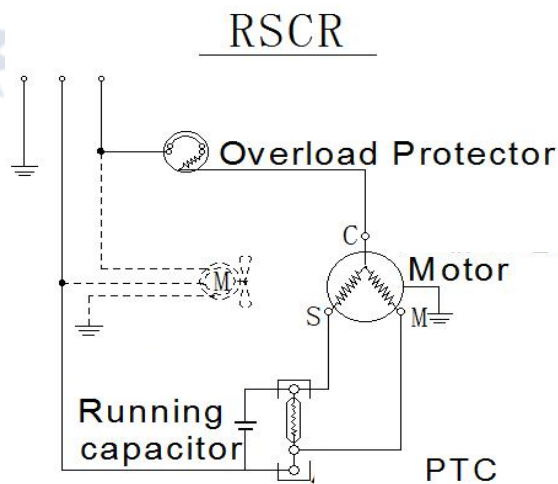 RSCR
Overload Protector
C
M
Motor
S
M
Running
capacitor
PTC